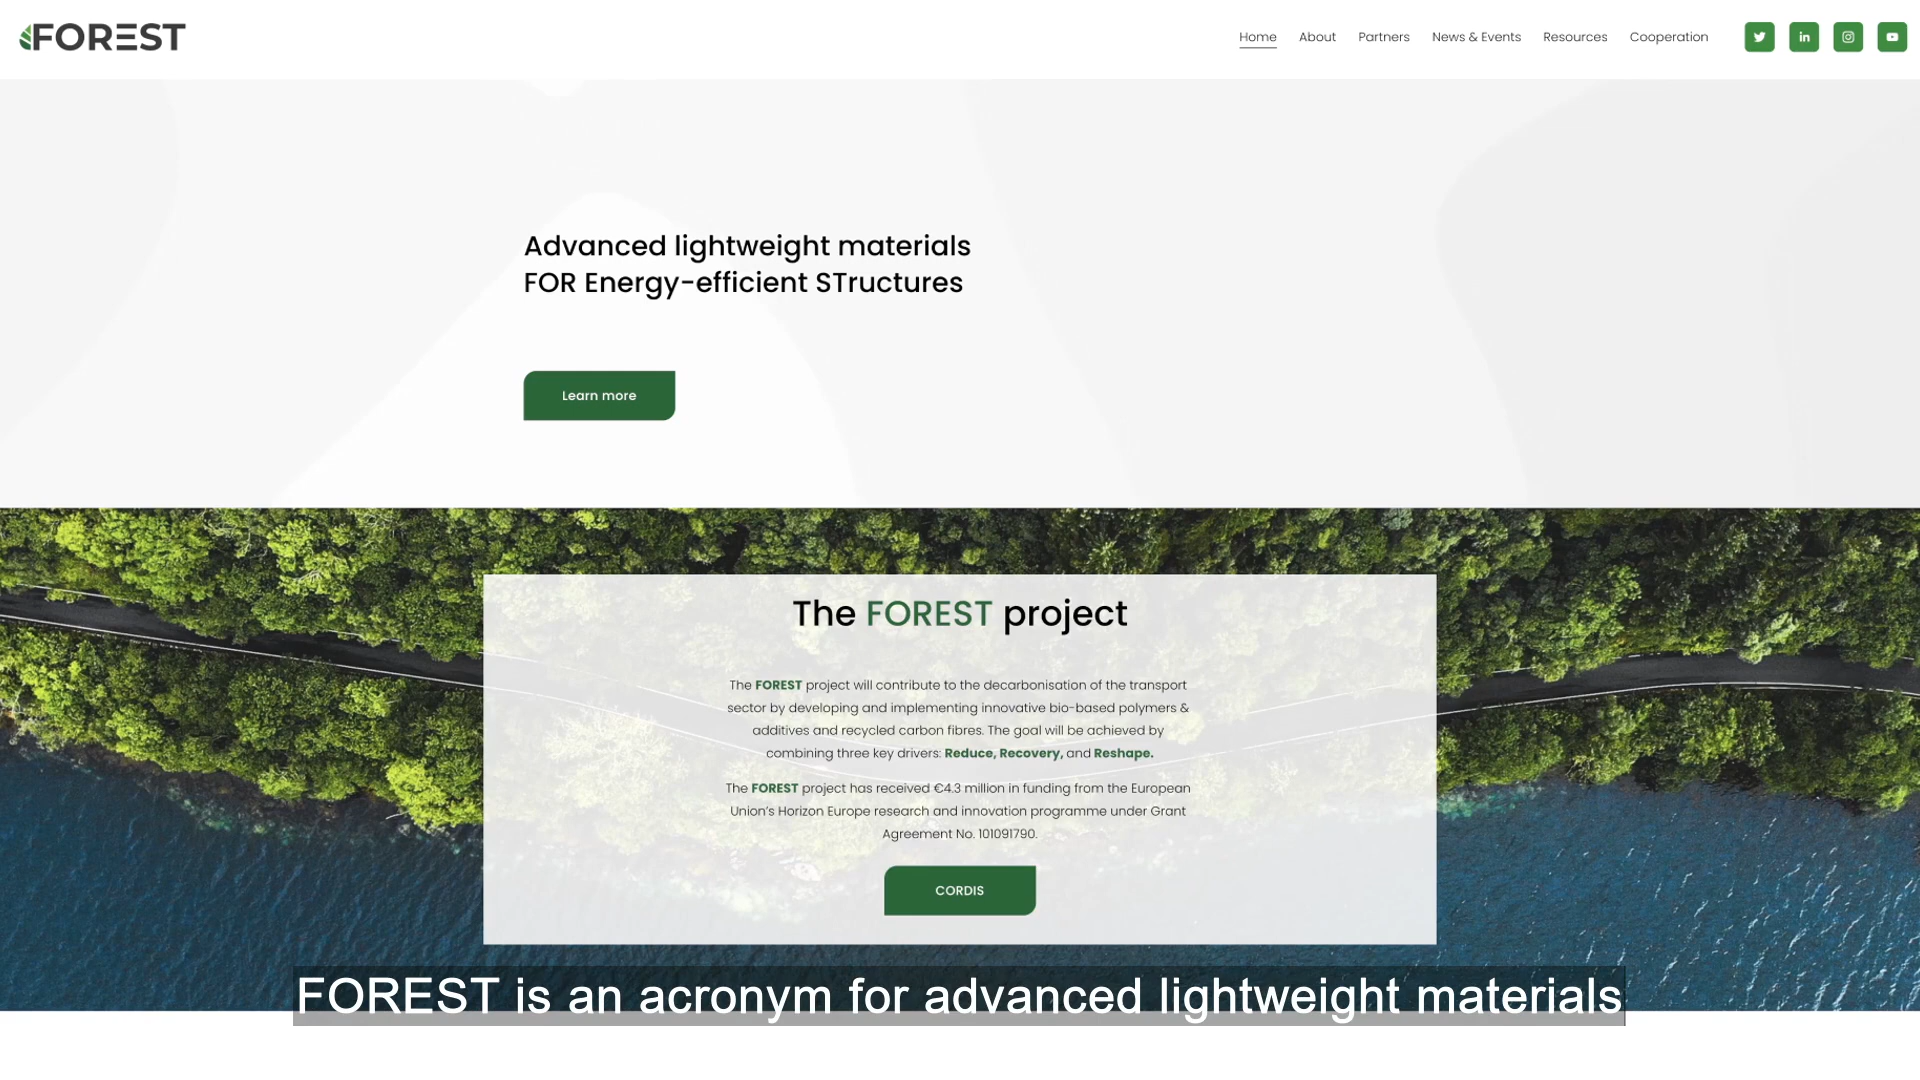 FOREST
Home About Partners News & Events Resources Cooperation
Advanced lightweight materials
FOR Energy-efficient STructures
Learn more
The FOREST project
The FOREST project will contribute to the decarbonisation of the transport
sector by developing and implementing innovative bio-based polymers &
additives and recycled carbon fibres. The goal will be achieved by
combining three key drivers: Reduce, Recovery, and Reshape.
The FOREST project has received €4.3 million in funding from the European
Union’s Horizon Europe research and innovation programme under Grant
Agreement No. 101091790.
CORDIS
FOREST is an acronym for advanced lightweight materials